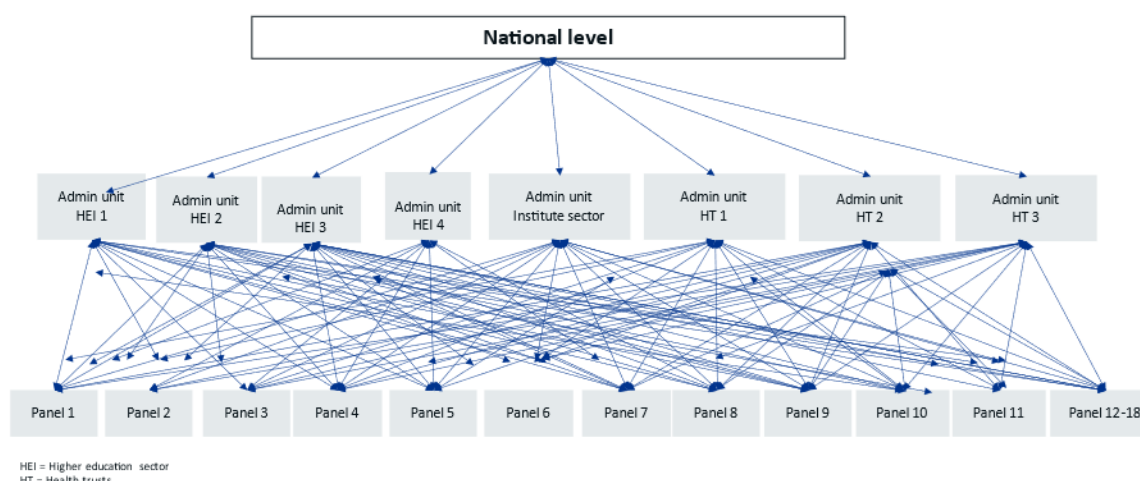 National level
Admin unit
HEI 1
Admin unit
HEI 2
Admin unit
HEI 3
Admin unit
HEI 4
Admin unit
Institute sector
Admin unit
HT 1
Admin unit
HT 2
Admin unit
HT 3
Panel 1
Panel 2
Panel 3
Panel 4
Panel 5
Panel 6
Panel 7
Panel 8
Panel 9
Panel 10
Panel 11
Panel 12-18
HEI = Higher education sector
HT = Health trusts